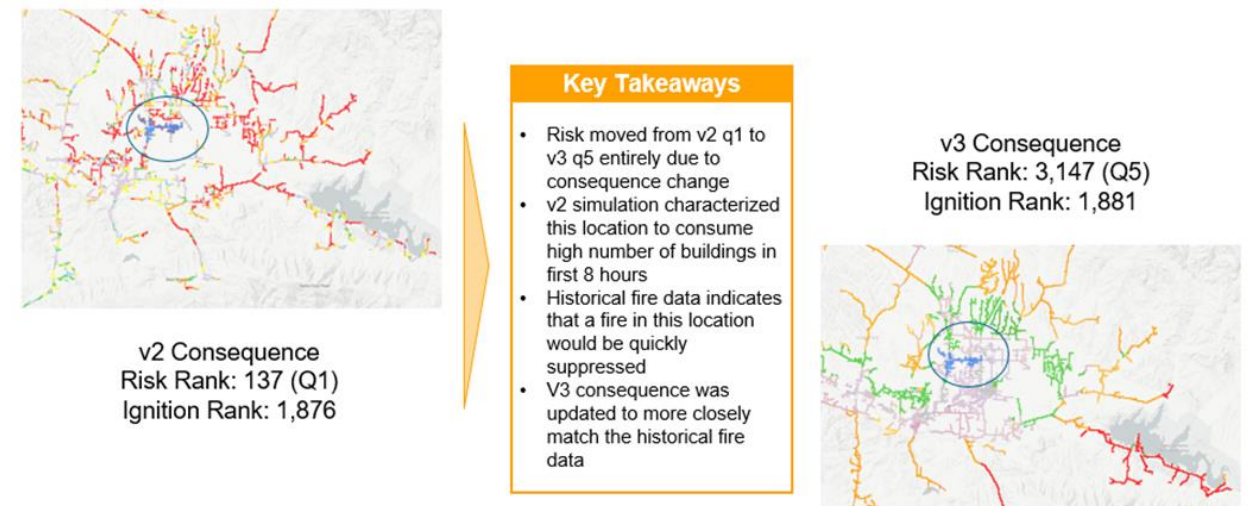 v2 Consequence
Risk Rank: 137 (Q1)
Ignition Rank: 1,876
Key Takeaways
• Risk moved from v2 q1 to
v3 q5 entirely due to
consequence change
• v2 simulation characterized
this location to consume
high number of buildings in
first 8 hours
• Historical fire data indicates
that a fire in this location
would be quickly
suppressed
• V3 consequence was
updated to more closely
match the historical fire
data
v3 Consequence
Risk Rank: 3,147 (Q5)
Ignition Rank: 1,881